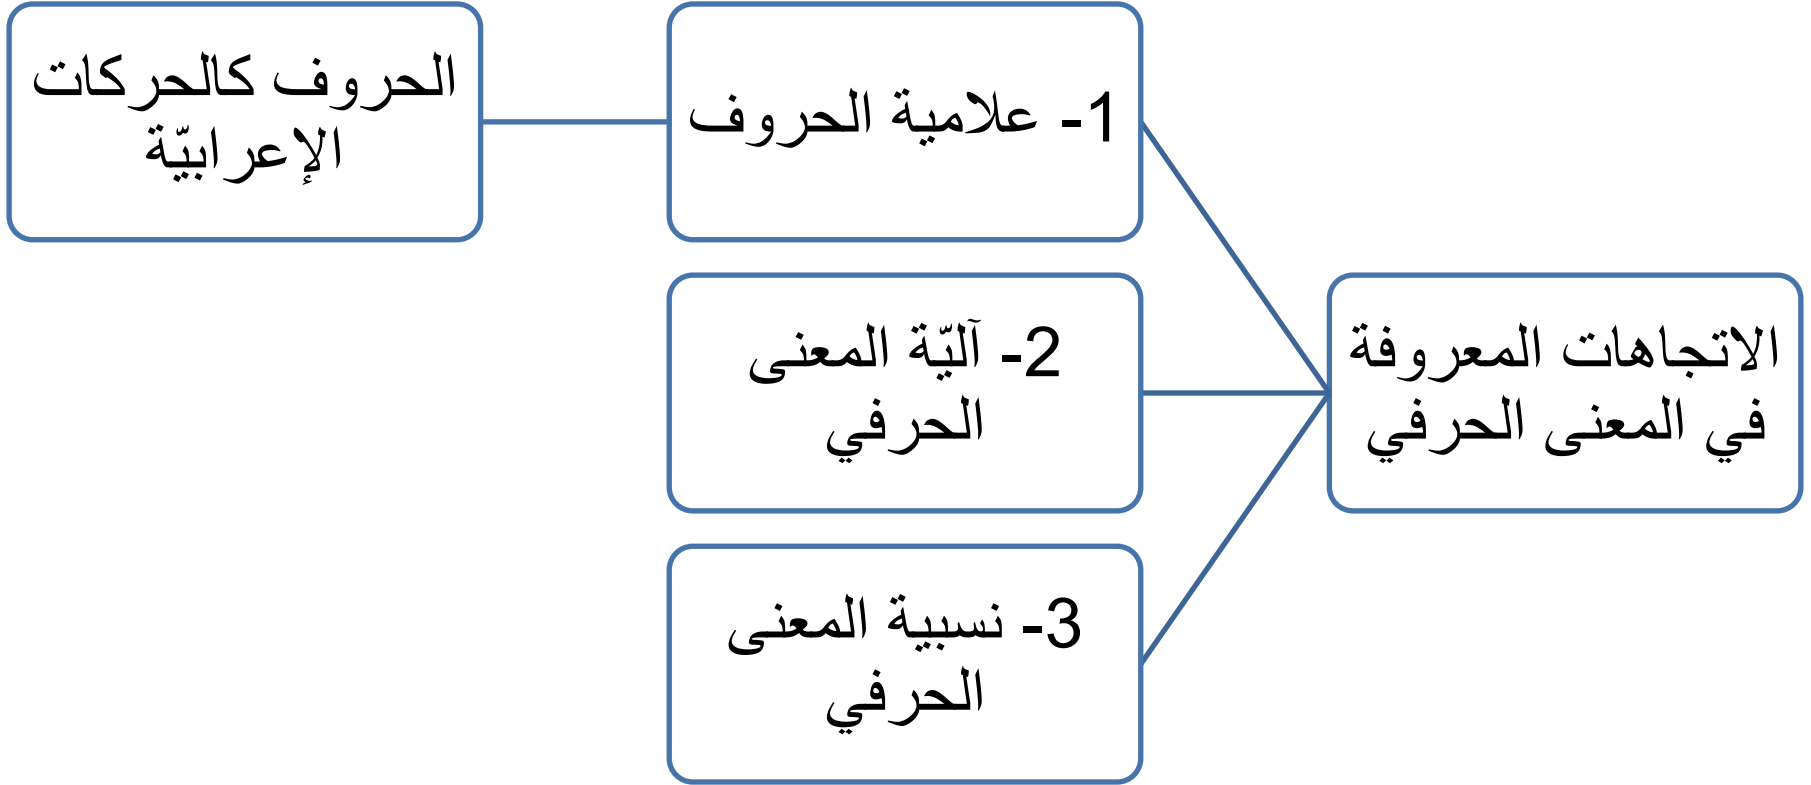 الاتجاهات المعروفة
في المعنى الحرفي
1- علامية الحروف
الحروف كالحركات
الإعرابيّة
2- آليّة المعنى
الحرفي
3- نسبية المعنى
الحرفي